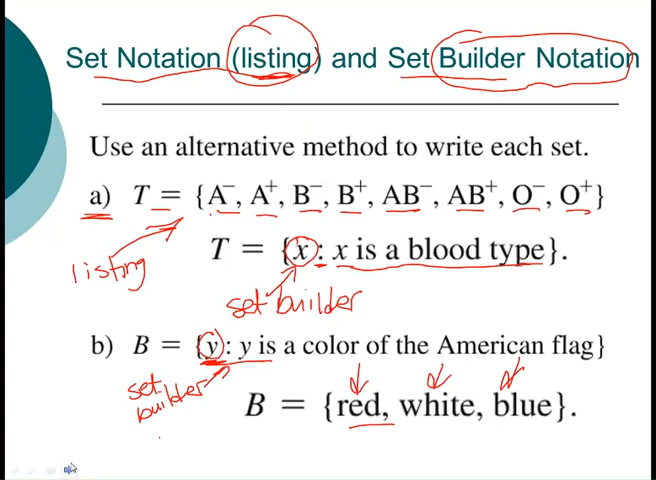 Set Notation (listing) and Set Builder Notation
Use an alternative method to write each set.
a) T = {A⁻, A⁺, B⁻, B⁺, AB⁻, AB⁺, O⁻, O⁺}
T = {x: x is a blood type}.
listing
set builder
b) B = {y: y is a color of the American flag}
set
builder
B = {red, white, blue}.